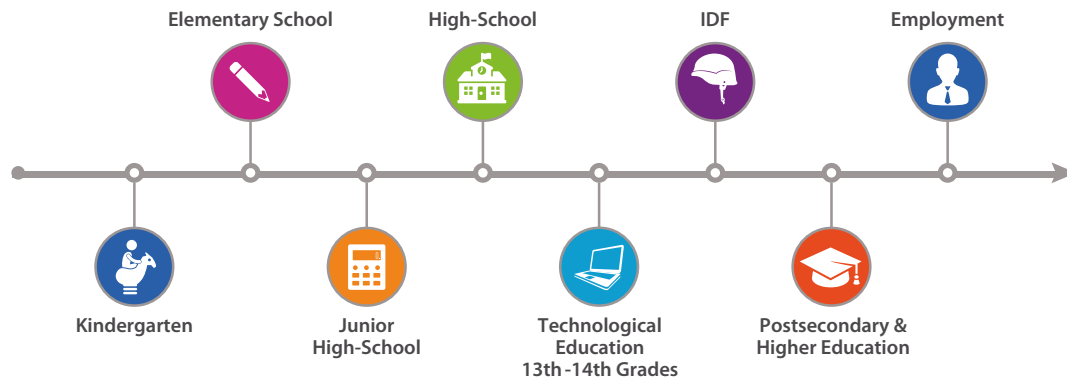 Elementary School
High-School
IDF
Employment
Kindergarten
Junior
High-School
Technological
Education
13th -14th Grades
Postsecondary &
Higher Education